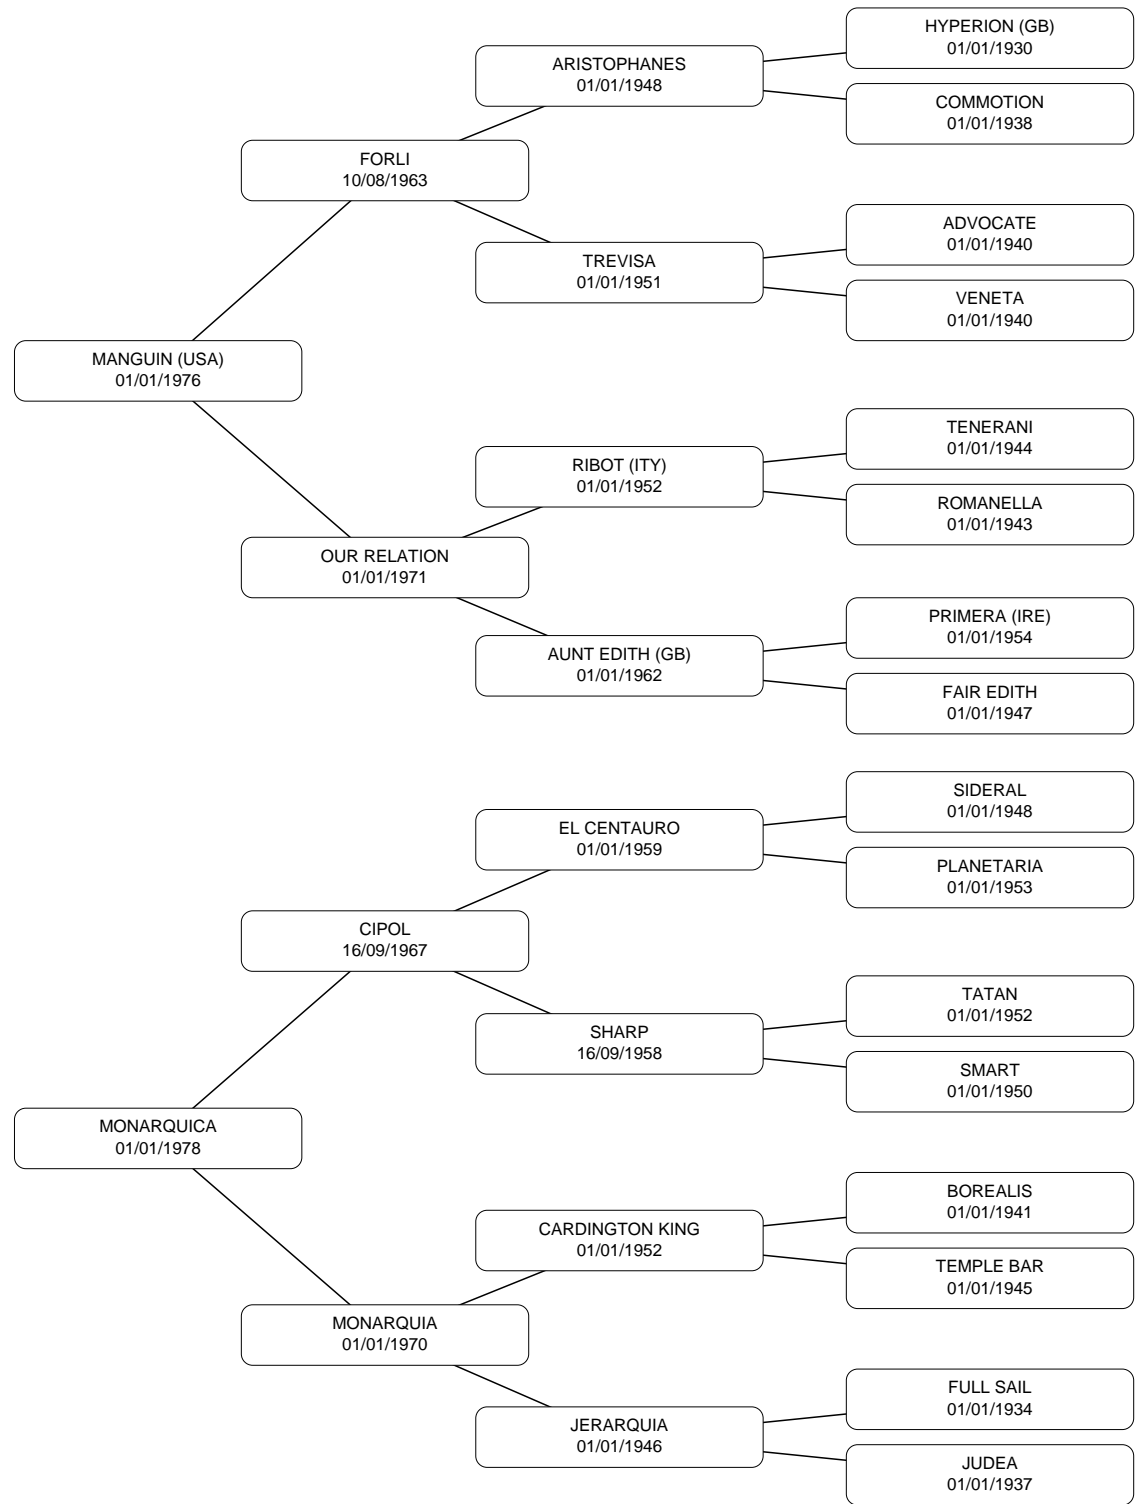 HYPERION (GB)
01/01/1930
ARISTOPHANES
01/01/1948
COMMOTION
01/01/1938
FORLI
10/08/1963
ADVOCATE
01/01/1940
TREVISA
01/01/1951
VENETA
01/01/1940
MANGUIN (USA)
01/01/1976
TENERANI
01/01/1944
RIBOT (ITY)
01/01/1952
ROMANELLA
01/01/1943
OUR RELATION
01/01/1971
PRIMERA (IRE)
01/01/1954
AUNT EDITH (GB)
01/01/1962
FAIR EDITH
01/01/1947
SIDERAL
01/01/1948
EL CENTAURO
01/01/1959
PLANETARIA
01/01/1953
CIPOL
16/09/1967
TATAN
01/01/1952
SHARP
16/09/1958
SMART
01/01/1950
MONARQUICA
01/01/1978
BOREALIS
01/01/1941
CARDINGTON KING
01/01/1952
TEMPLE BAR
01/01/1945
MONARQUIA
01/01/1970
FULL SAIL
01/01/1934
JERARQUIA
01/01/1946
JUDEA
01/01/1937